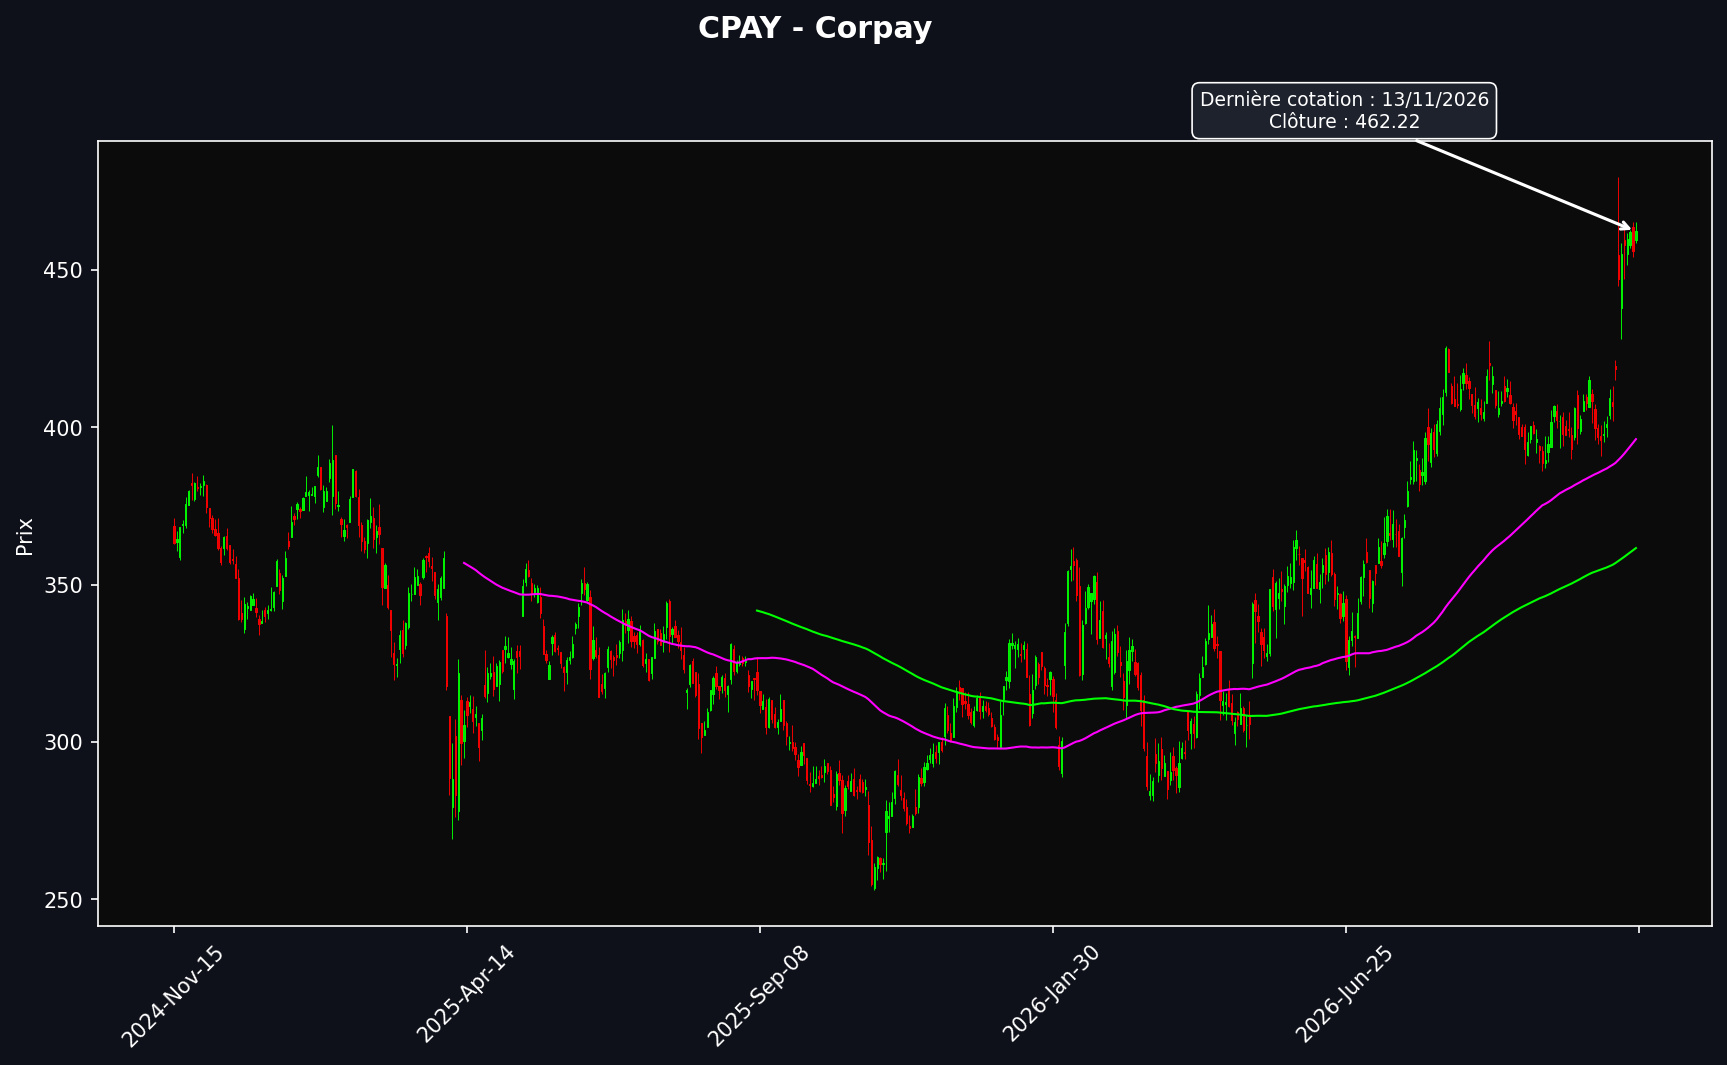 CPAY - Corpay
Dernière cotation : 13/11/2026
Clôture : 462.22
Prix
450
400
350
300
250
2024-Nov-15
2025-Apr-14
2025-Sep-08
2026-Jan-30
2026-Jun-25